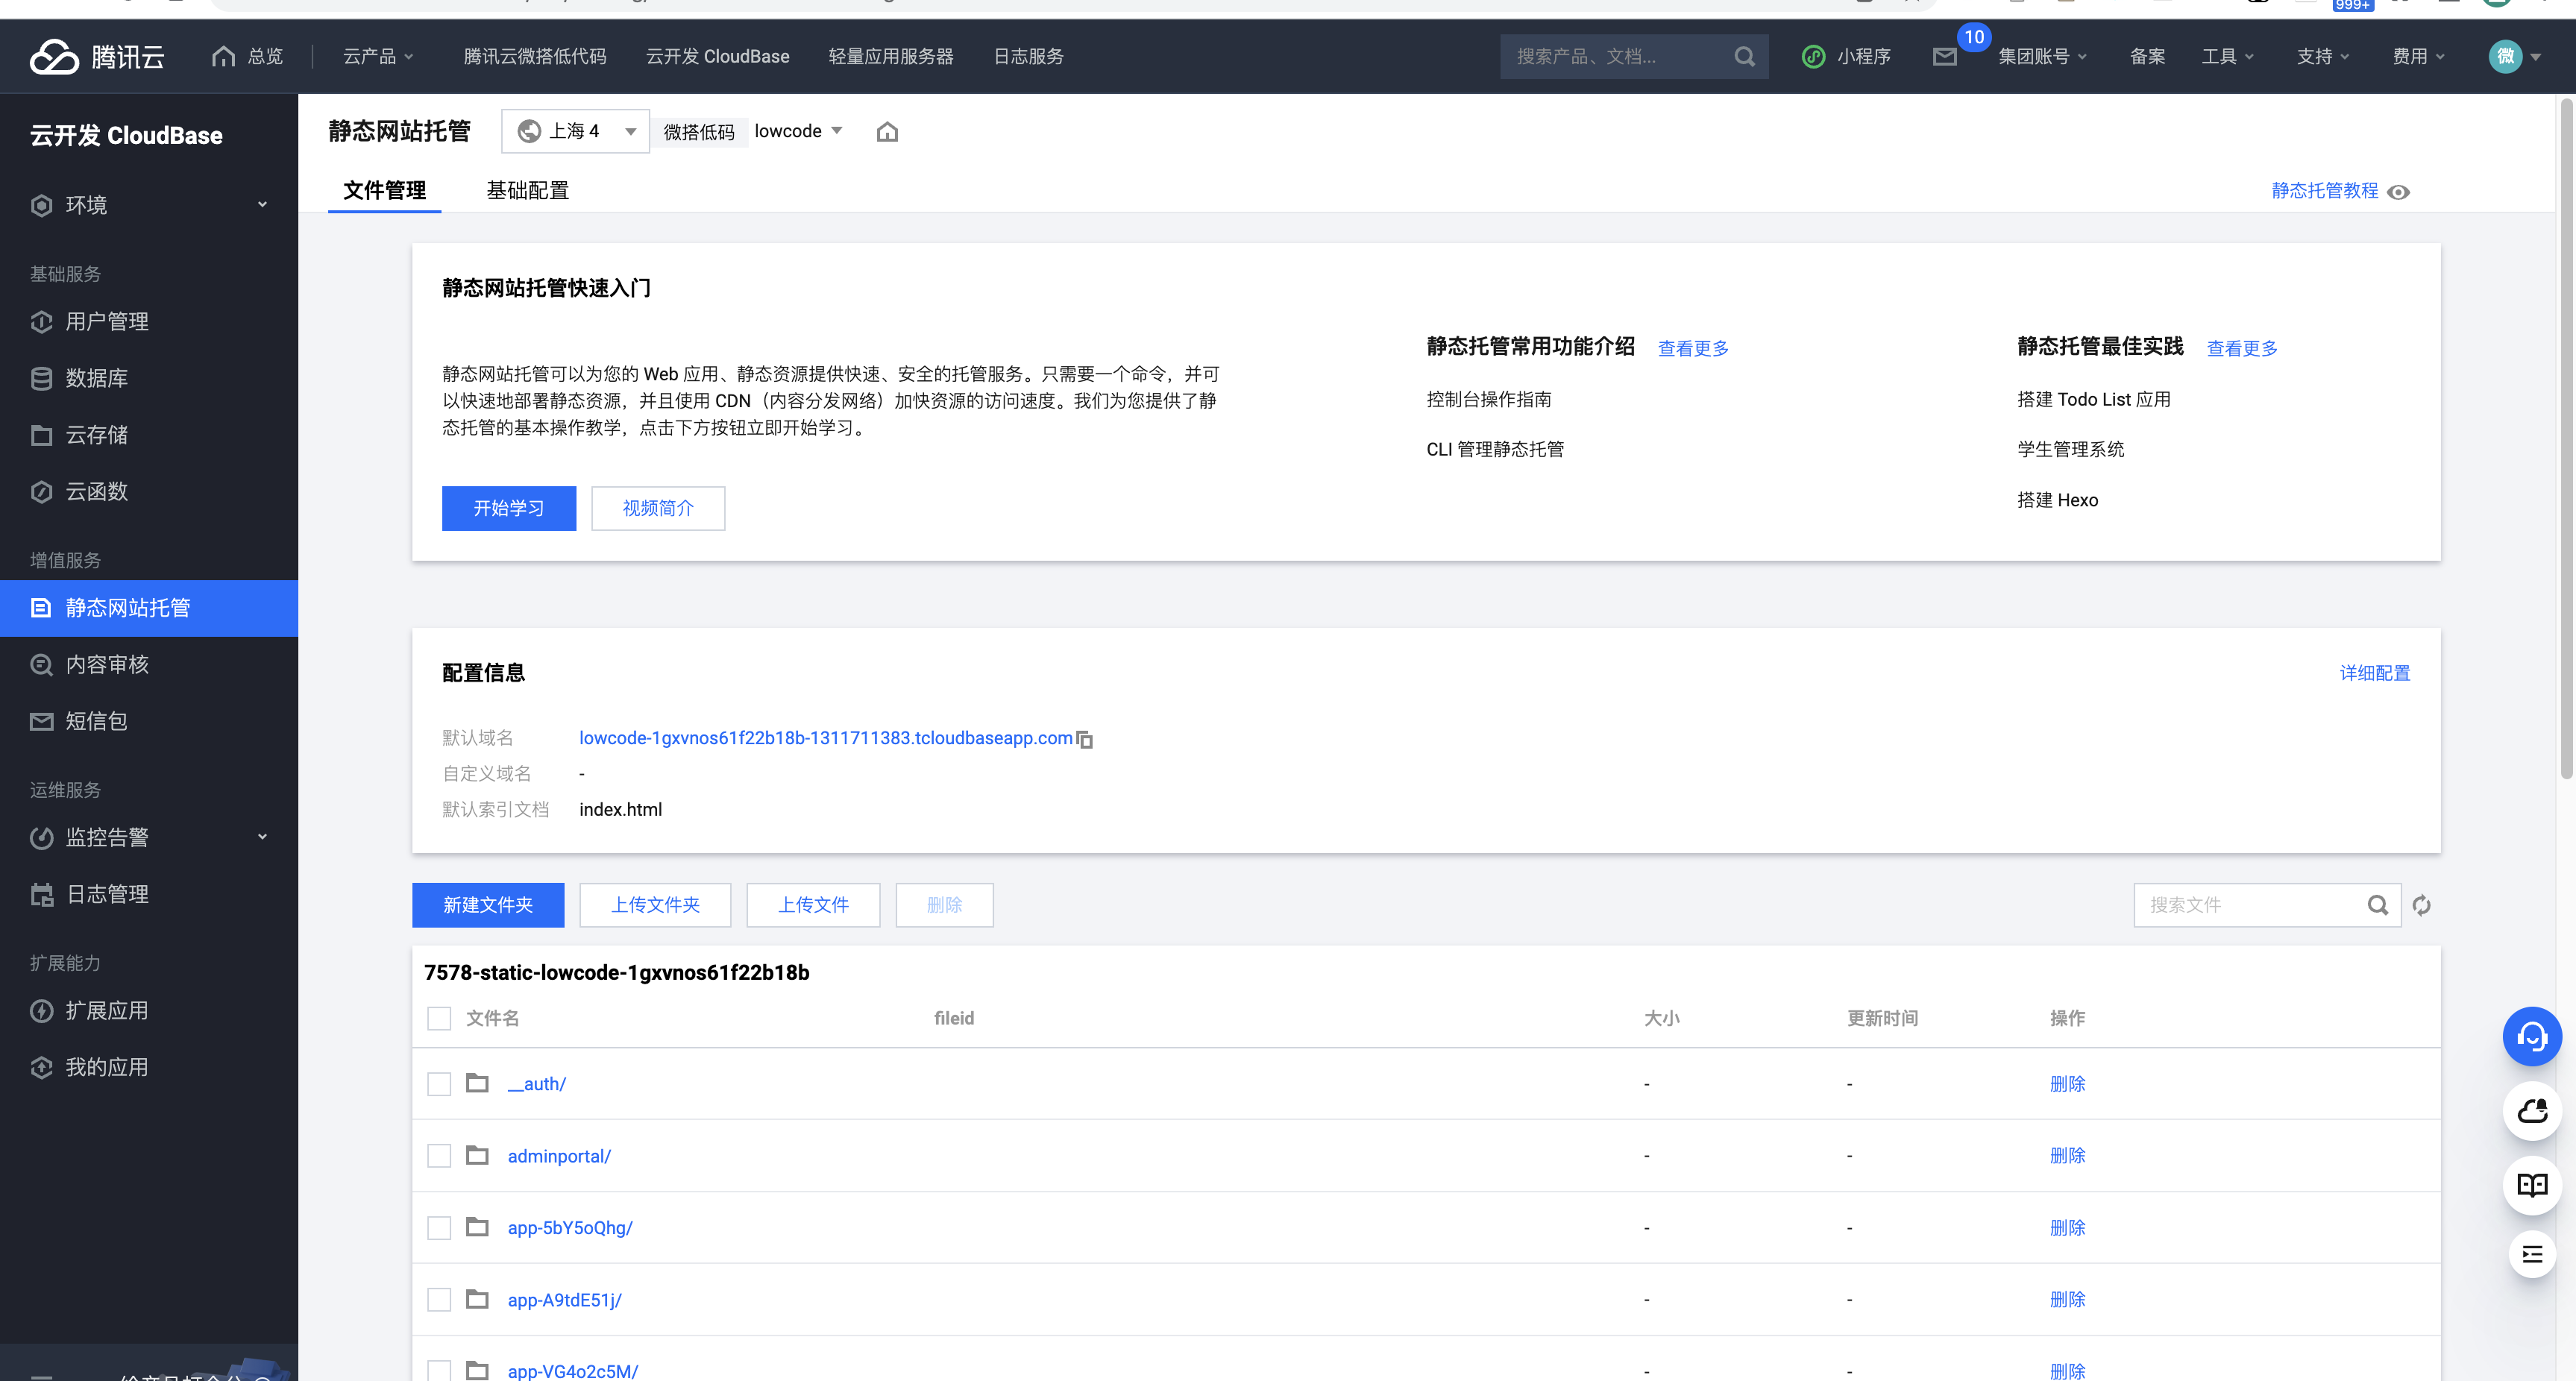 999+
腾讯云
总览
云产品
腾讯云微搭低代码
云开发 CloudBase
轻量应用服务器
日志服务
搜索产品、文档...
小程序
10
集团账号
备案
工具
支持
费用
微
云开发 CloudBase
环境
基础服务
用户管理
数据库
云存储
云函数
增值服务
静态网站托管
内容审核
短信包
运维服务
监控告警
日志管理
扩展能力
扩展应用
我的应用
静态网站托管
上海 4
微搭低码
lowcode
文件管理
基础配置
静态托管教程
静态网站托管快速入门
静态网站托管可以为您的 Web 应用、静态资源提供快速、安全的托管服务。只需要一个命令，并可
以快速地部署静态资源，并且使用 CDN（内容分发网络）加快资源的访问速度。我们为您提供了静
态托管的基本操作教学，点击下方按钮立即开始学习。
开始学习
视频简介
静态托管常用功能介绍 查看更多
控制台操作指南
CLI 管理静态托管
静态托管最佳实践 查看更多
搭建 Todo List 应用
学生管理系统
搭建 Hexo
配置信息
详细配置
默认域名 lowcode-1gxvnos61f22b18b-1311711383.tcloudbaseapp.com
自定义域名 -
默认索引文档 index.html
新建文件夹
上传文件夹
上传文件
删除
搜索文件
7578-static-lowcode-1gxvnos61f22b18b
文件名 fileid 大小 更新时间 操作
__auth/ - - 删除
adminportal/ - - 删除
app-5bY5oQhg/ - - 删除
app-A9tdE51j/ - - 删除
app-VG4o2c5M/ - - 删除